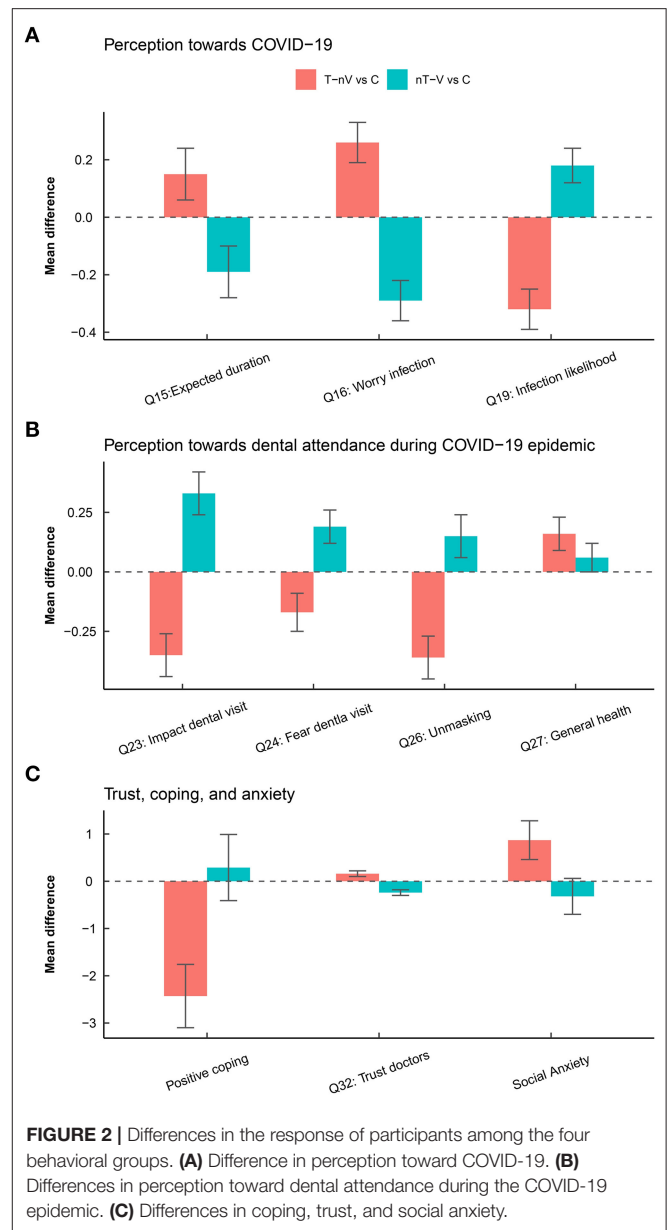 A
Perception towards COVID−19
T−nV vs C nT−V vs C
Mean difference
0.2
0.0
−0.2
−0.4
Q15:Expected duration
Q16: Worry infection
Q19: Infection likelihood
B
Perception towards dental attendance during COVID−19 epidemic
Mean difference
0.25
0.00
−0.25
Q23: Impact dental visit
Q24: Fear dentla visit
Q26: Unmasking
Q27: General health
C
Trust, coping, and anxiety
Mean difference
1
0
−1
−2
−3
Positive coping
Q32: Trust doctors
Social Anxiety
FIGURE 2 | Differences in the response of participants among the four
behavioral groups. (A) Difference in perception toward COVID-19. (B)
Differences in perception toward dental attendance during the COVID-19
epidemic. (C) Differences in coping, trust, and social anxiety.